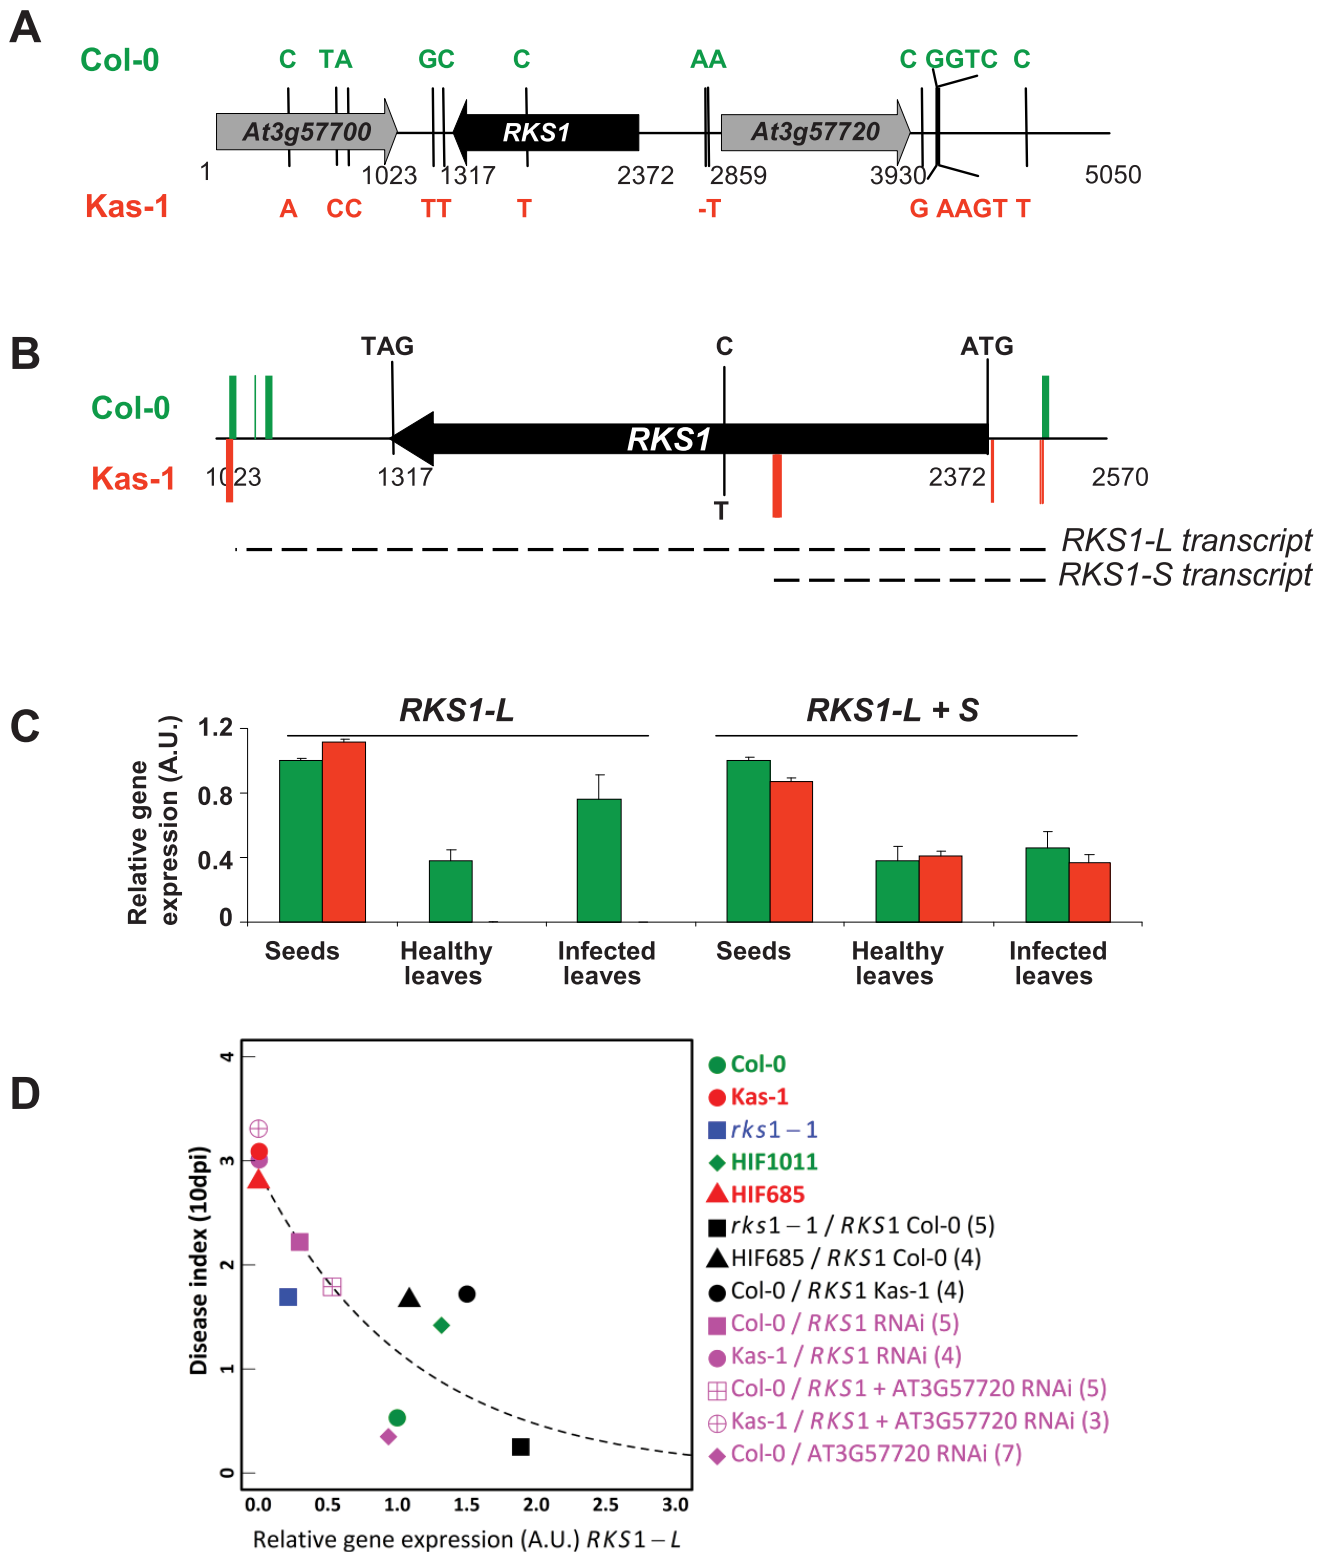 A
Col-0 C TA GC C AA C GGTC C
At3g57700 RKS1 At3g57720
1 1023 1317 2372 2859 3930 5050
Kas-1 A CC TT T -T G AAGT T
B
TAG C ATG
Col-0
RKS1
Kas-1 1023 1317 2372 2570
T
RKS1-L transcript
RKS1-S transcript
C
Relative gene
expression (A.U.)
RKS1-L RKS1-L + S
1.2
0.8
0.4
0
Seeds Healthy leaves Infected leaves Seeds Healthy leaves Infected leaves
D
Disease index (10dpi)
4
3
2
1
0
0.0 0.5 1.0 1.5 2.0 2.5 3.0
Relative gene expression (A.U.) RKS1 – L
Col-0
Kas-1
rks1 – 1
HIF1011
HIF685
rks1 – 1 / RKS1 Col-0 (5)
HIF685 / RKS1 Col-0 (4)
Col-0 / RKS1 Kas-1 (4)
Col-0 / RKS1 RNAi (5)
Kas-1 / RKS1 RNAi (4)
Col-0 / RKS1 + AT3G57720 RNAi (5)
Kas-1 / RKS1 + AT3G57720 RNAi (3)
Col-0 / AT3G57720 RNAi (7)